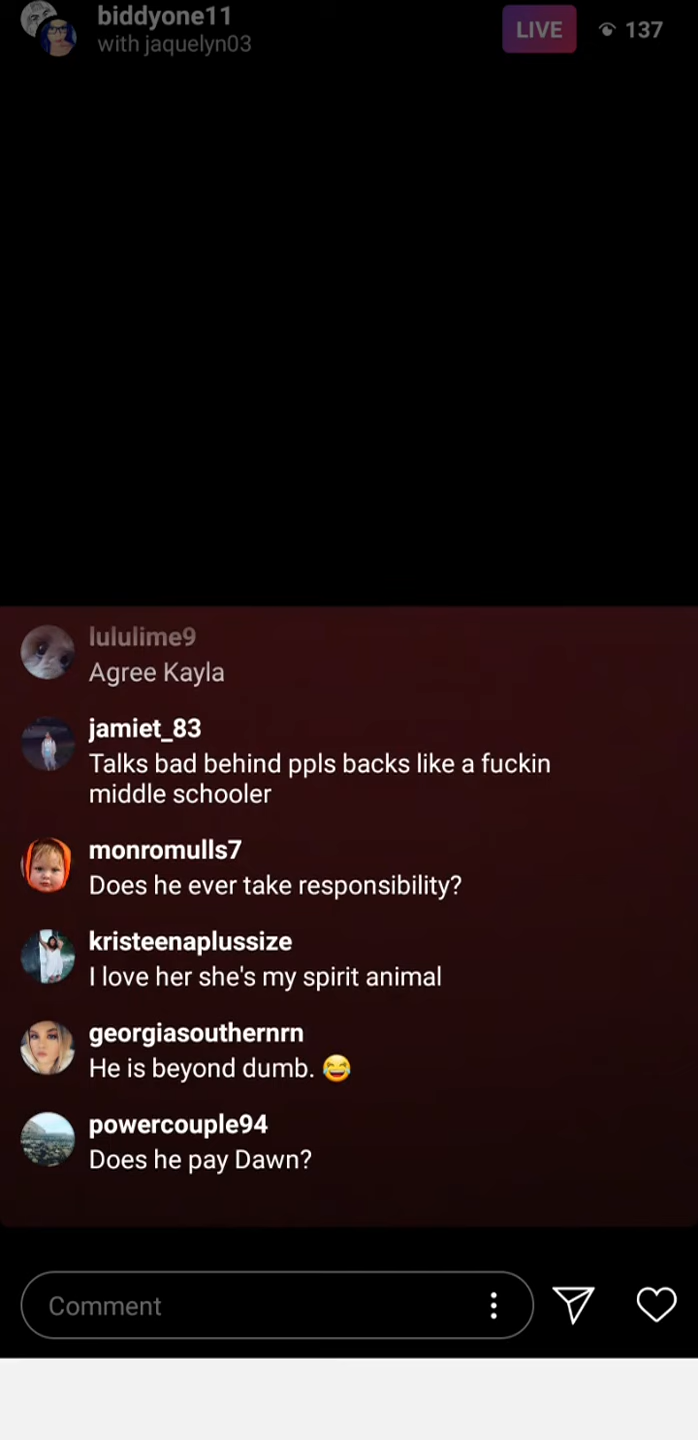 biddyone11
with jaquelyn03
LIVE
137
lululime9
Agree Kayla
jamiet_83
Talks bad behind ppls backs like a fuckin
middle schooler
monromulls7
Does he ever take responsibility?
kristeenaplussize
I love her she's my spirit animal
georgiasouthernrn
He is beyond dumb. 😂
powercouple94
Does he pay Dawn?
Comment